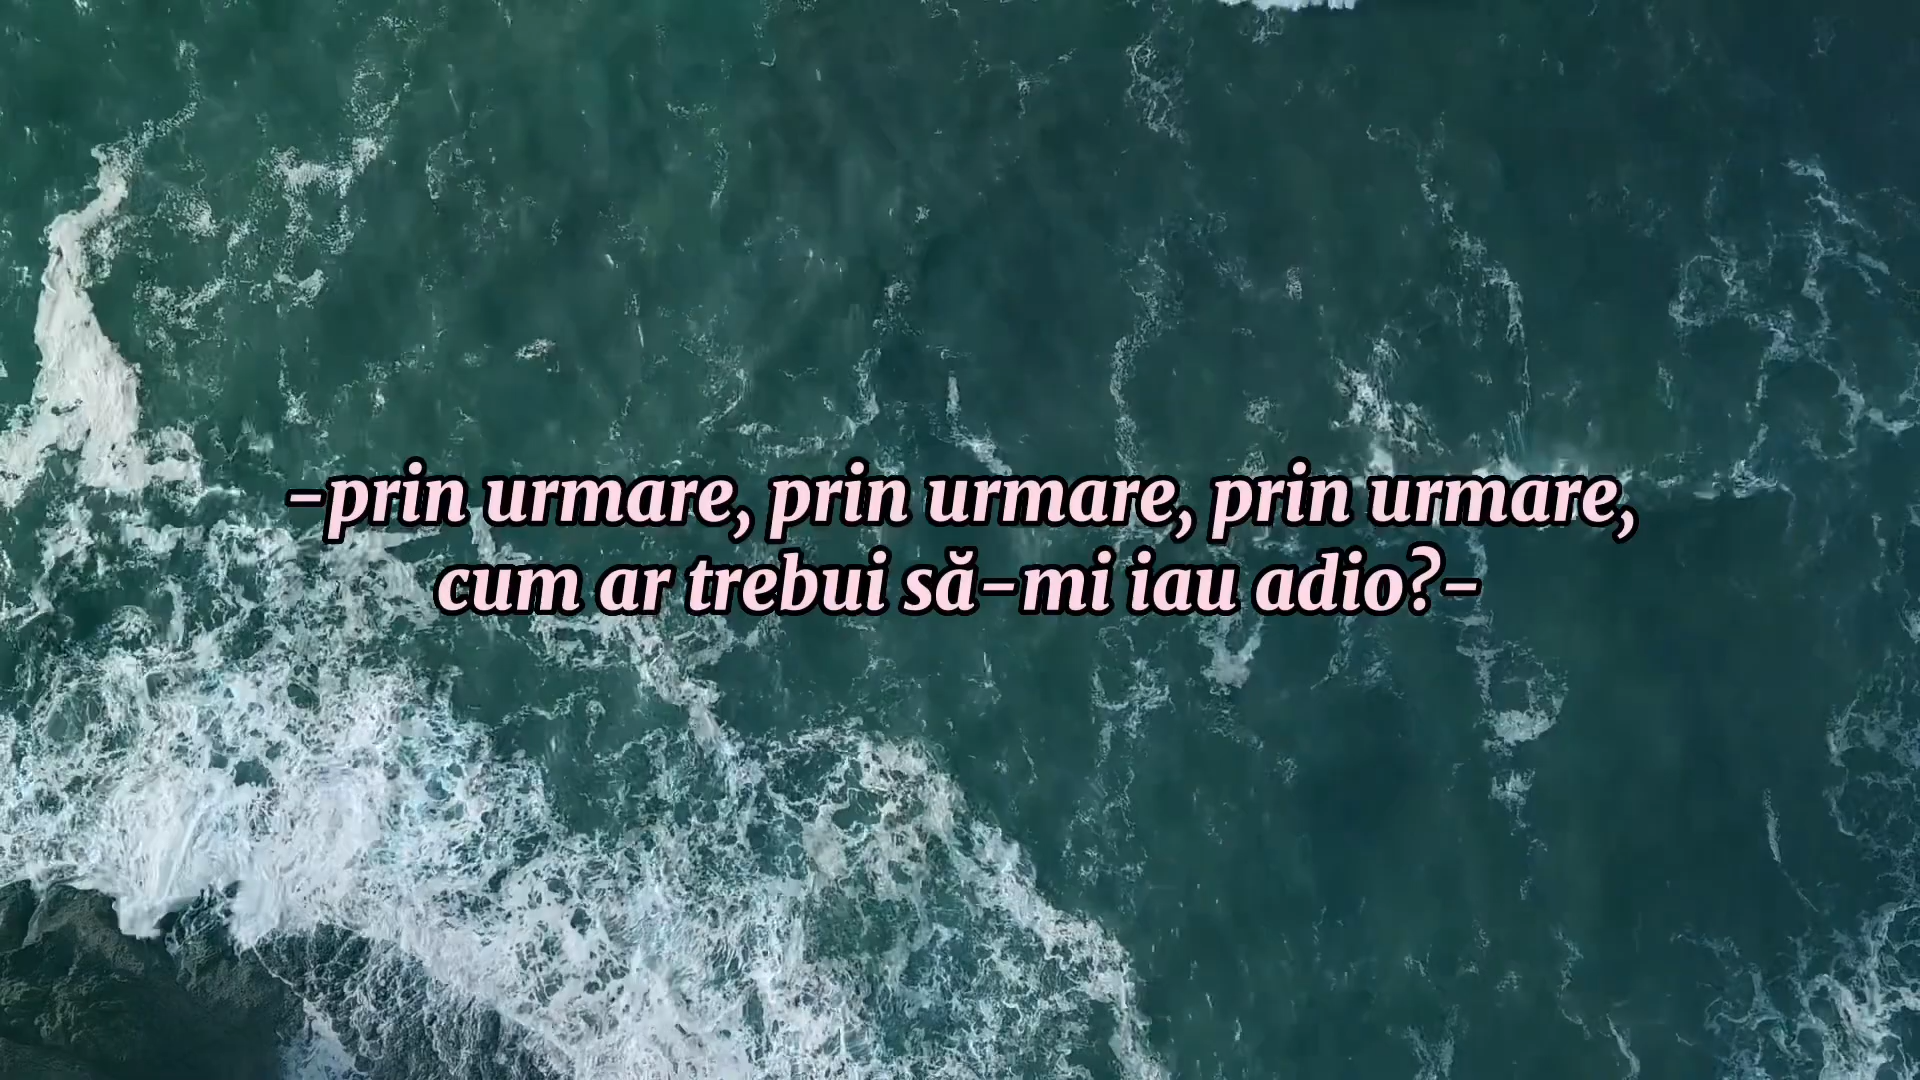 -prin urmare, prin urmare, prin urmare,
cum ar trebui să-mi iau adio?-